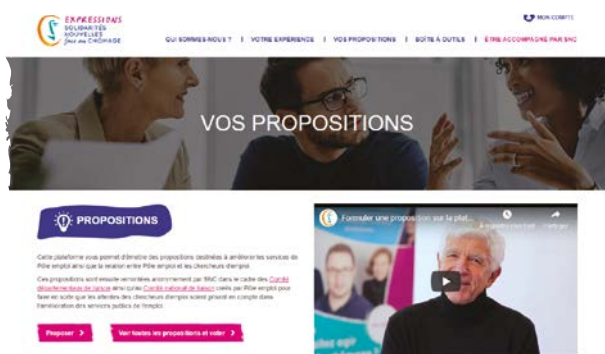 EXPRESSIONS
SOLIDARITÉS
NOUVELLES
face au CHÔMAGE
MON COMPTE
QUI SOMMES-NOUS ? | VOTRE EXPÉRIENCE | VOS PROPOSITIONS | BOÎTE À OUTILS | ÊTRE ACCOMPAGNÉ PAR SNC
VOS PROPOSITIONS
PROPOSITIONS
Formuler une proposition sur la plat...
À regarder plus tard Partager
Cette plateforme vous permet d'émettre des propositions destinées à améliorer les services de
Pôle emploi ainsi que la relation entre Pôle emploi et les chercheurs d'emploi.
Ces propositions sont ensuite remontées anonymement par SNC dans le cadre des Comité
départementaux de liaison ainsi qu'au Comité national de liaison créés par Pôle emploi pour
faire en sorte que les attentes des chercheurs d'emploi soient prises en compte dans
l'amélioration des services publics de l'emploi.
Proposer
Voir toutes les propositions et voter